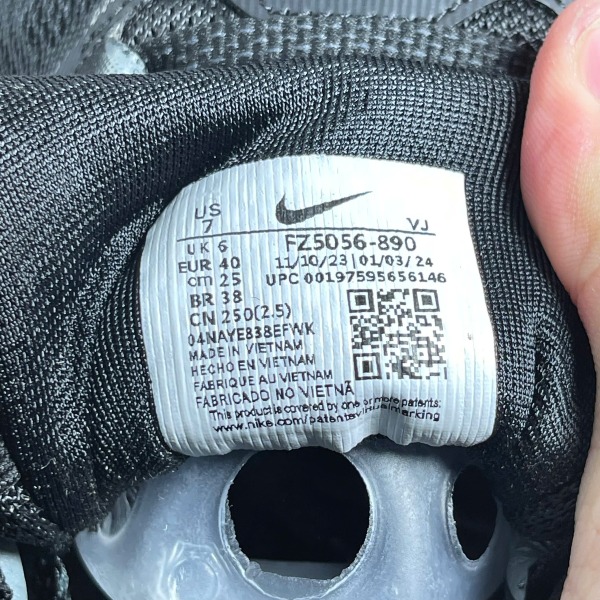 US
7
VJ
UK 6
FZ5056-890
EUR 40
11/10/23 | 01/03/24
cm 25
UPC 00197595656146
BR 38
CN 250(2.5)
04NAYE838EFWK
MADE IN VIETNAM
HECHO EN VIETNAM
FABRIQUE AU VIETNAM
FABRICADO NO VIETNÃ
This product is covered by one or more patents:
www.nike.com/patentvirtualmarking